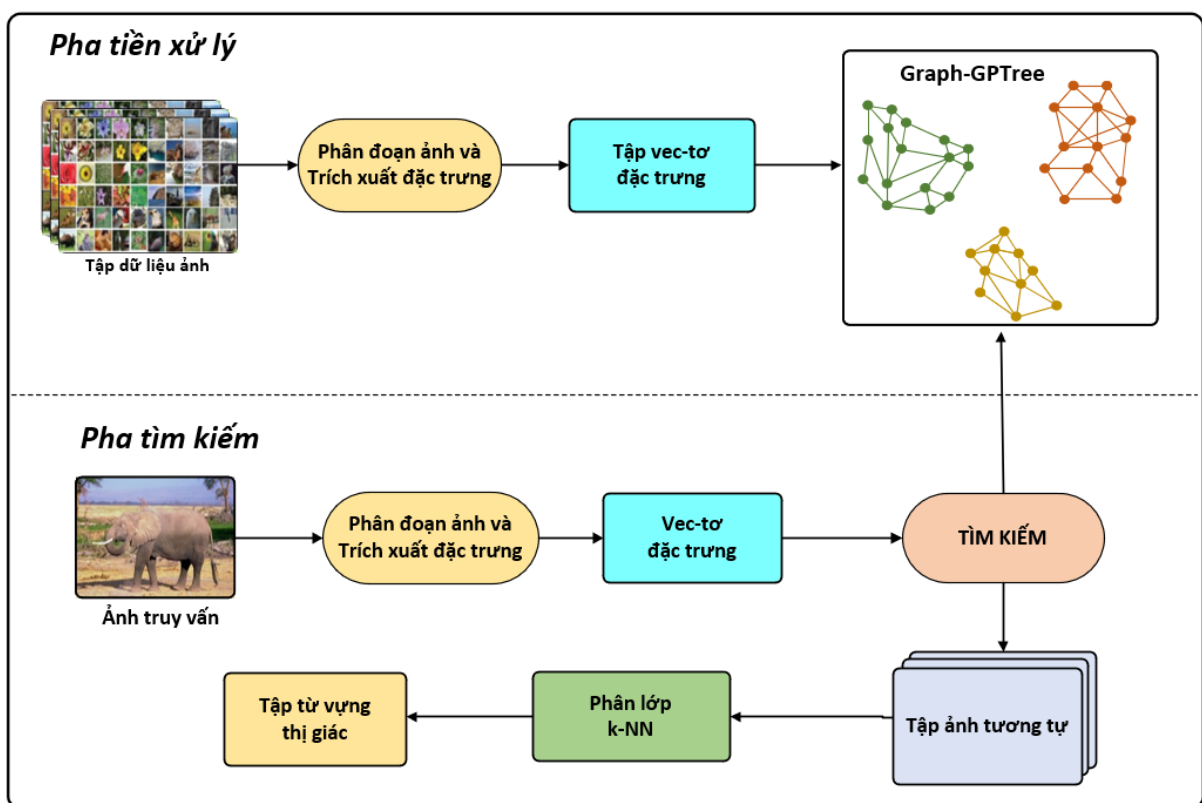 Pha tiền xử lý
Graph-GPTree
Phân đoạn ảnh và
Trích xuất đặc trưng
Tập vec-tơ
đặc trưng
Tập dữ liệu ảnh
Pha tìm kiếm
Phân đoạn ảnh và
Trích xuất đặc trưng
Vec-tơ
đặc trưng
TÌM KIẾM
Ảnh truy vấn
Tập từ vựng
thị giác
Phân lớp
k-NN
Tập ảnh tương tự